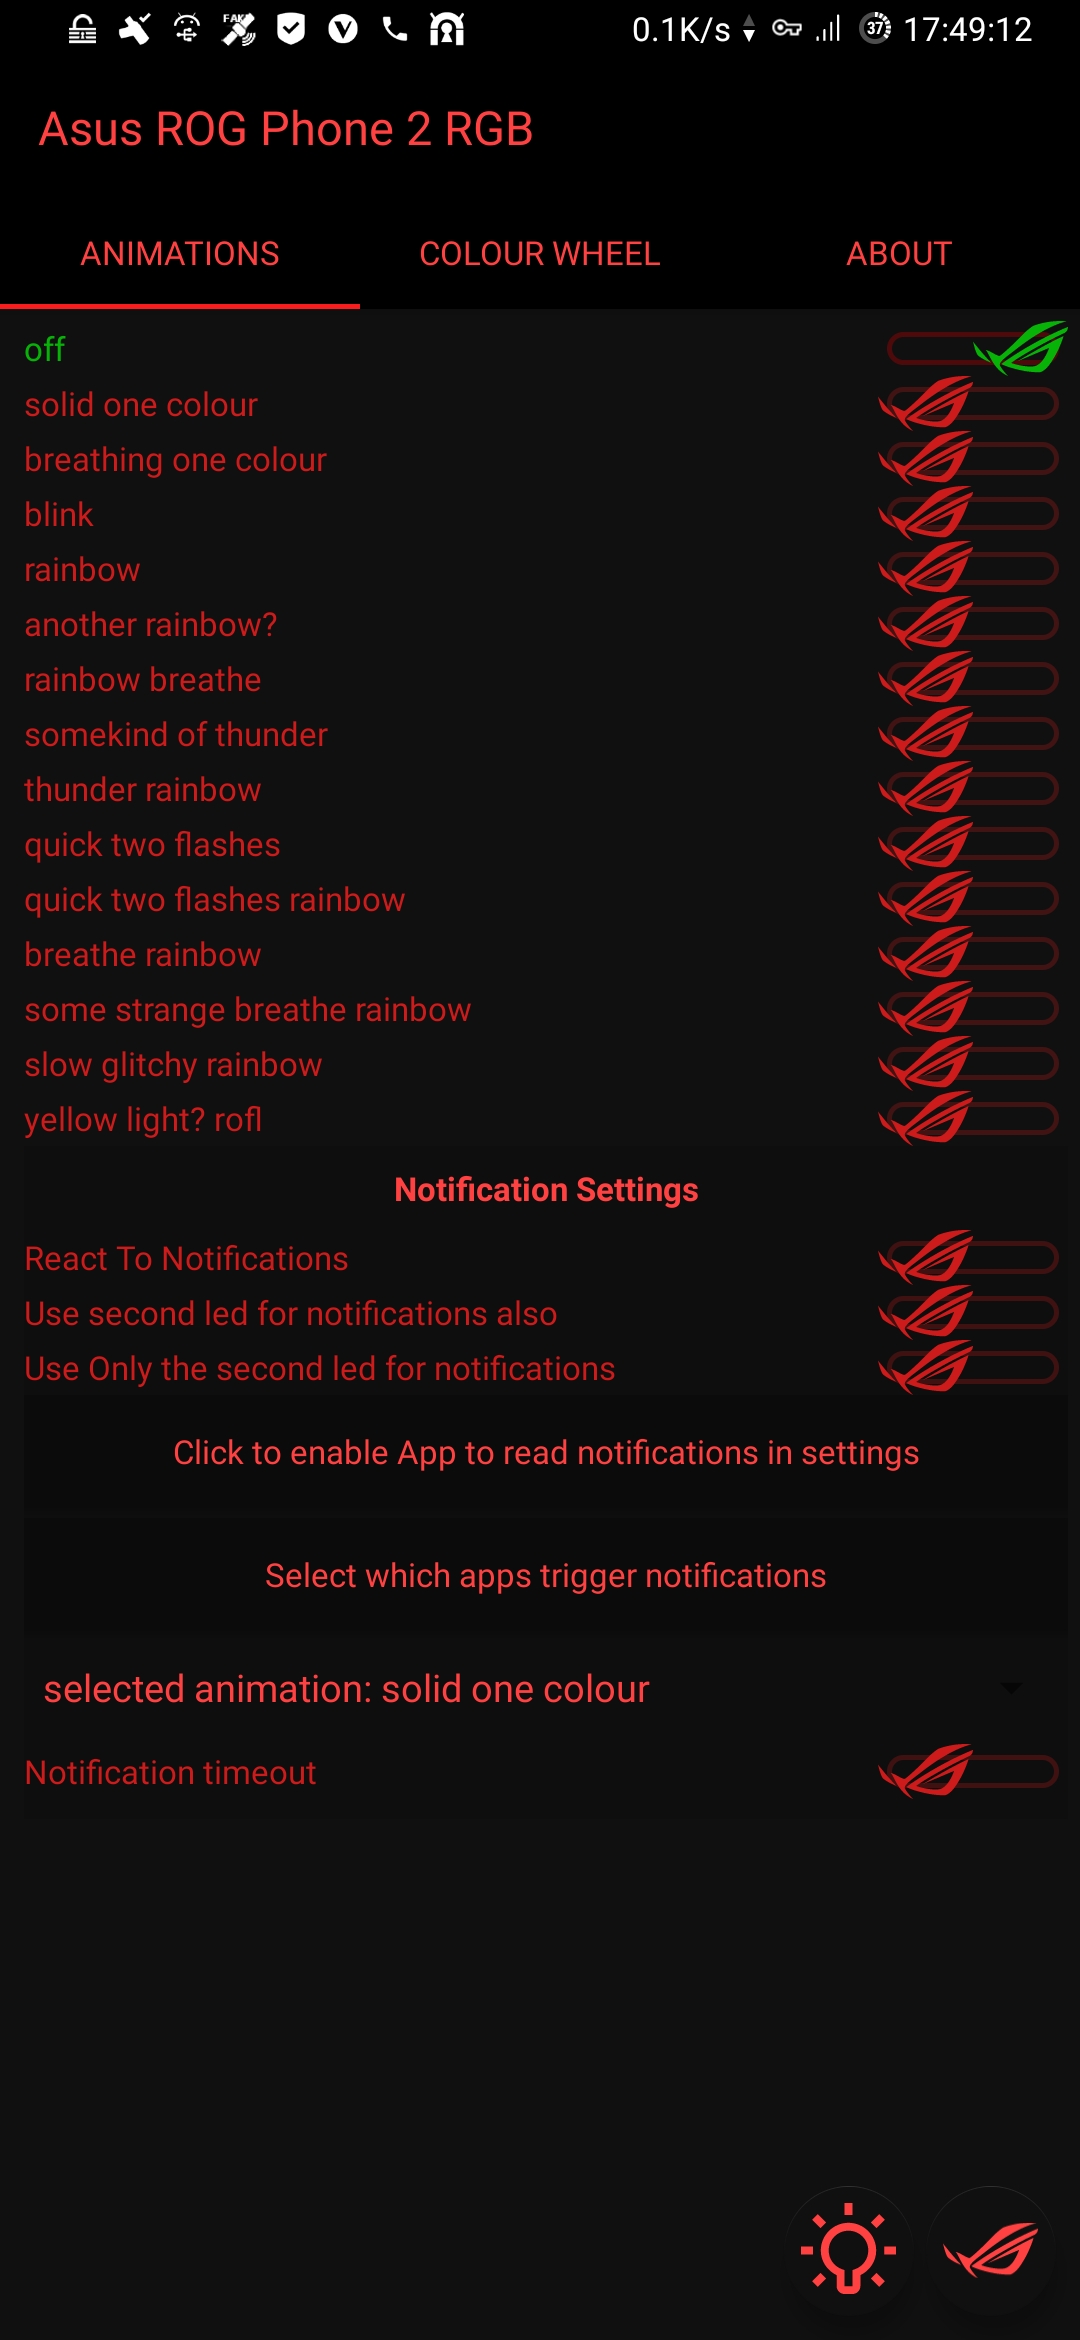 FAKE
0.1K/s 37 17:49:12
Asus ROG Phone 2 RGB
ANIMATIONS COLOUR WHEEL ABOUT
off
solid one colour
breathing one colour
blink
rainbow
another rainbow?
rainbow breathe
somekind of thunder
thunder rainbow
quick two flashes
quick two flashes rainbow
breathe rainbow
some strange breathe rainbow
slow glitchy rainbow
yellow light? rofl
Notification Settings
React To Notifications
Use second led for notifications also
Use Only the second led for notifications
Click to enable App to read notifications in settings
Select which apps trigger notifications
selected animation: solid one colour
Notification timeout